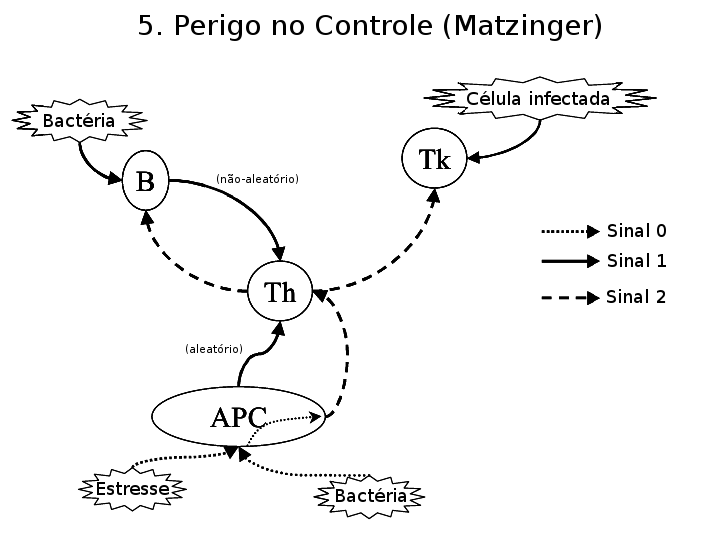 5. Perigo no Controle (Matzinger)
Célula infectada
Bactéria
Tk
B
(não-aleatório)
Sinal 0
Sinal 1
Th
Sinal 2
(aleatório)
APC
Estresse
Bactéria